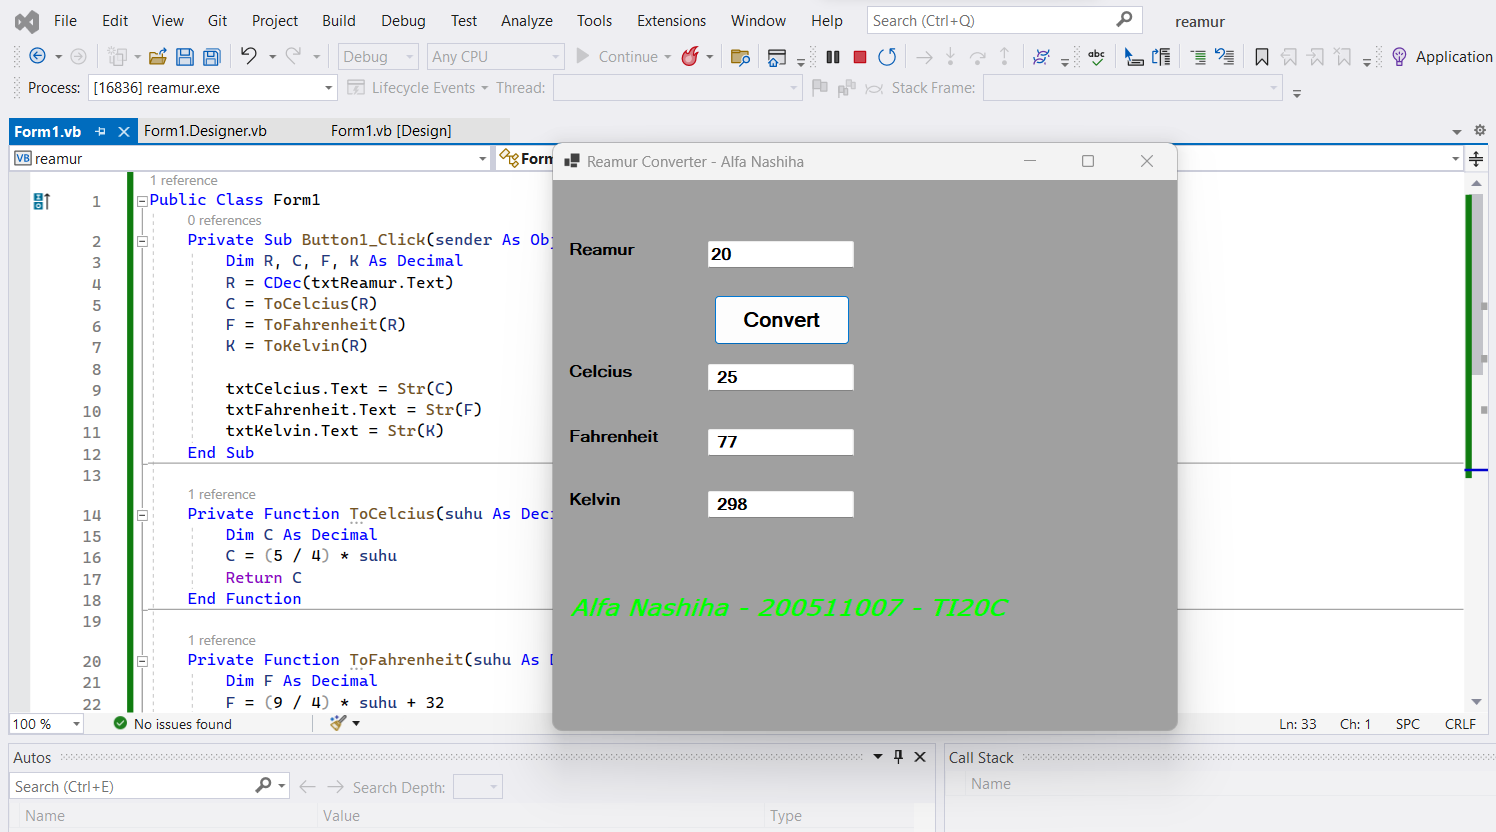 File Edit View Git Project Build Debug Test Analyze Tools Extensions Window Help Search (Ctrl+Q) reamur
Debug Any CPU Continue Application
Process: [16836] reamur.exe Lifecycle Events Thread: Stack Frame:
Form1.vb Form1.Designer.vb Form1.vb [Design]
VB reamur Form
1 reference
1 Public Class Form1
0 references
2 Private Sub Button1_Click(sender As Obj
3 Dim R, C, F, K As Decimal
4 R = CDec(txtReamur.Text)
5 C = ToCelcius(R)
6 F = ToFahrenheit(R)
7 K = ToKelvin(R)
8
9 txtCelcius.Text = Str(C)
10 txtFahrenheit.Text = Str(F)
11 txtKelvin.Text = Str(K)
12 End Sub
13
1 reference
14 Private Function ToCelcius(suhu As Deci
15 Dim C As Decimal
16 C = (5 / 4) * suhu
17 Return C
18 End Function
19
1 reference
20 Private Function ToFahrenheit(suhu As D
21 Dim F As Decimal
22 F = (9 / 4) * suhu + 32
Reamur Converter - Alfa Nashiha
Reamur 20
Convert
Celcius 25
Fahrenheit 77
Kelvin 298
Alfa Nashiha - 200511007 - TI20C
100 % No issues found Ln: 33 Ch: 1 SPC CRLF
Autos
Search (Ctrl+E) Search Depth:
Name Value Type
Call Stack
Name